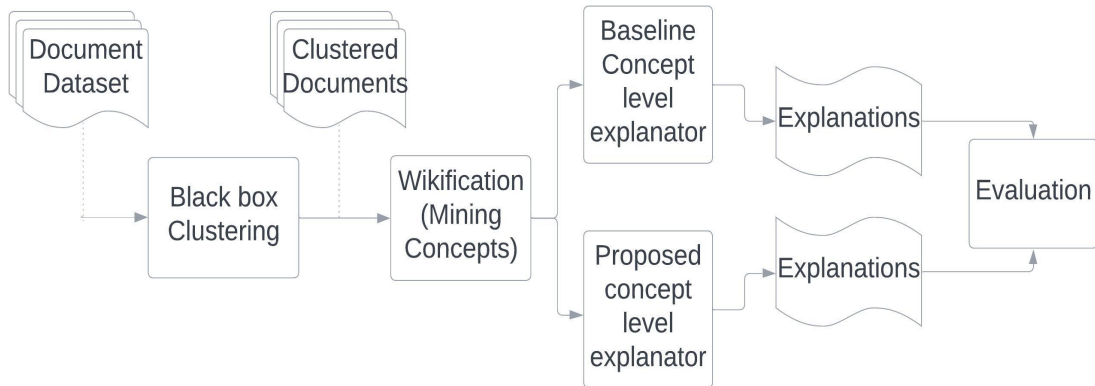 Document
Dataset
Clustered
Documents
Black box
Clustering
Wikification
(Mining
Concepts)
Baseline
Concept
level
explanator
Proposed
concept
level
explanator
Explanations
Explanations
Evaluation